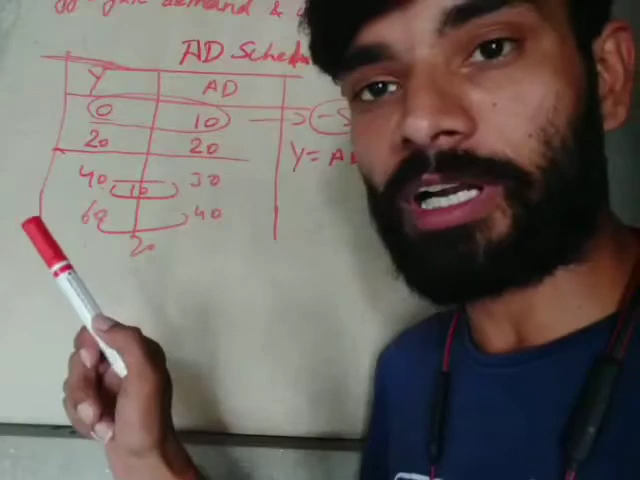 demand &
AD Schedu
Y AD
0 10 → -S
20 20 Y = A
40 10 30
60 40
20